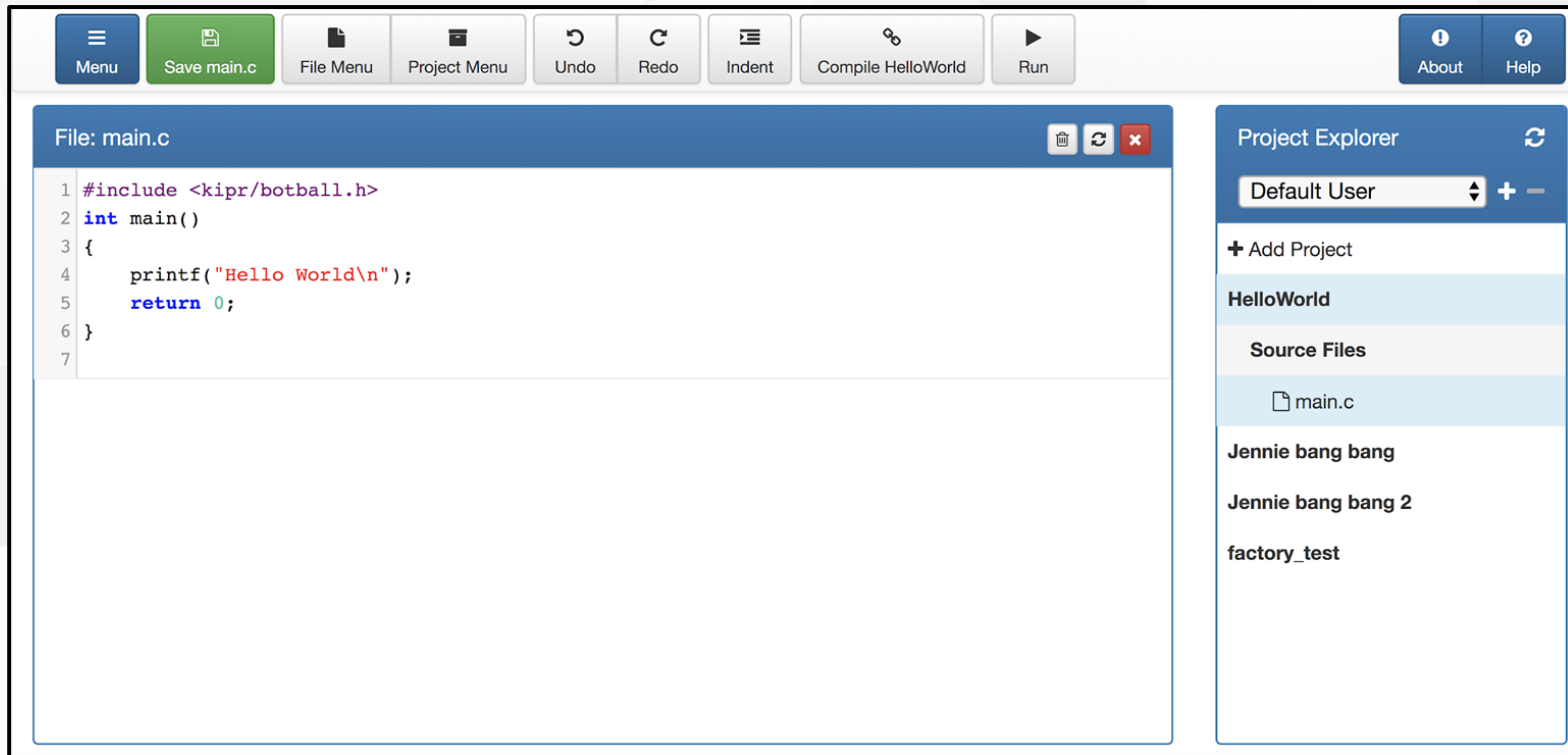 Menu Save main.c File Menu Project Menu Undo Redo Indent Compile HelloWorld Run About Help
File: main.c
1 #include <kipr/botball.h>
2 int main()
3 {
4     printf("Hello World\n");
5     return 0;
6 }
7
Project Explorer
Default User
Add Project
HelloWorld
Source Files
main.c
Jennie bang bang
Jennie bang bang 2
factory_test